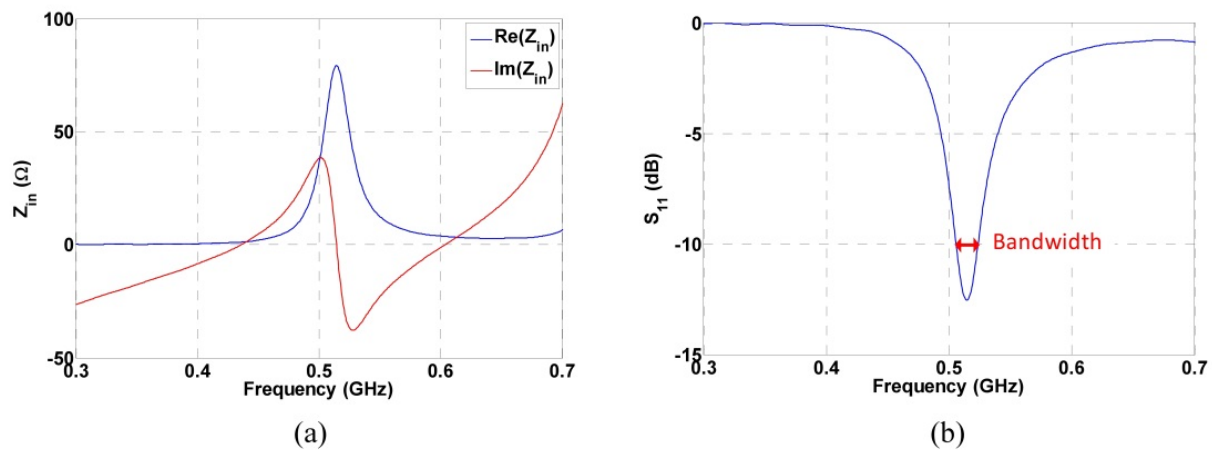 100
50
0
-50
Z_in (Ω)
Re(Z_in)
Im(Z_in)
0.3 0.4 0.5 0.6 0.7
Frequency (GHz)
(a)
0
-5
-10
-15
S_11 (dB)
Bandwidth
0.3 0.4 0.5 0.6 0.7
Frequency (GHz)
(b)